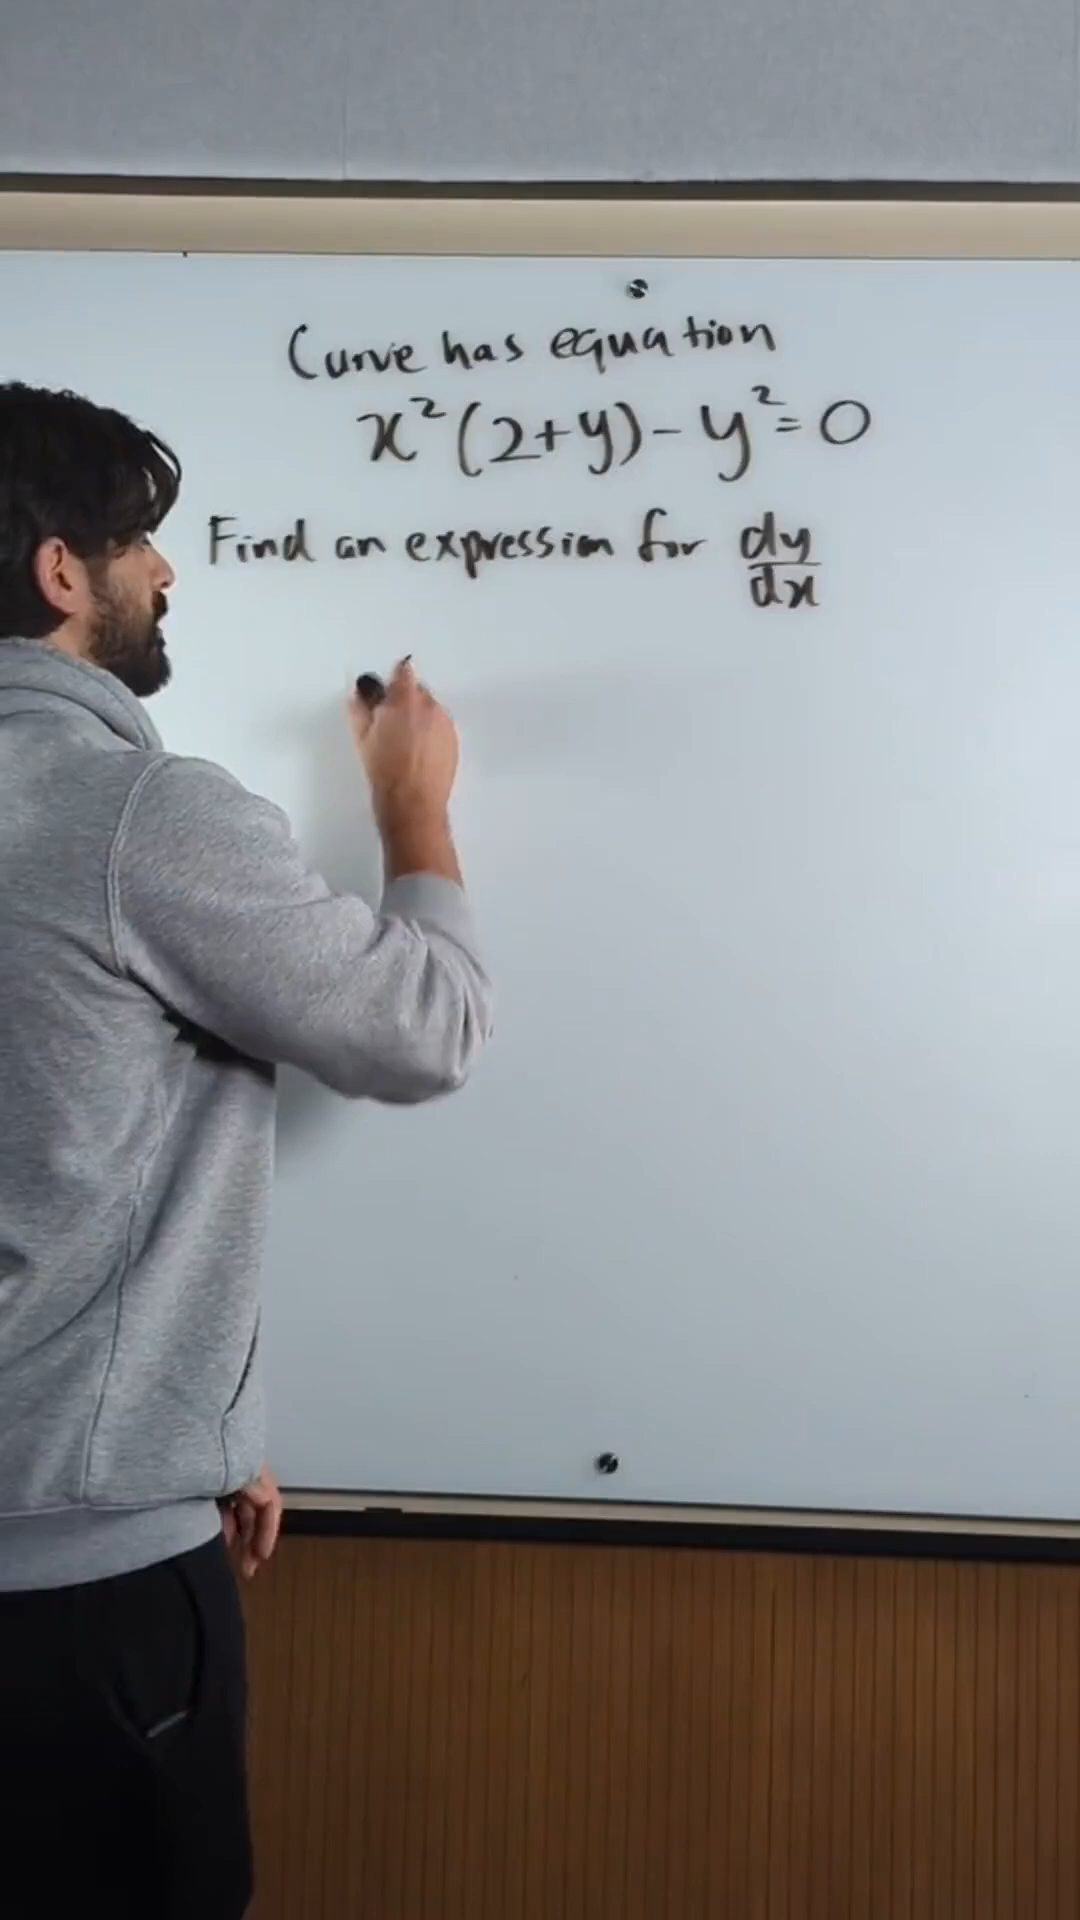 Curve has equation
x²(2+y)-y²=0
Find an expression for dy/dx